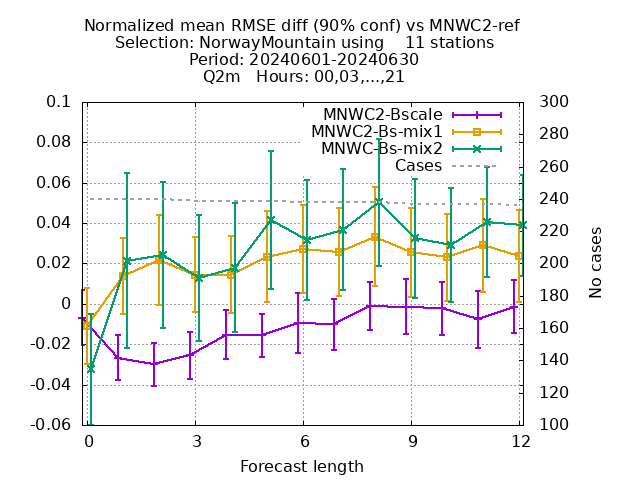 Normalized mean RMSE diff (90% conf) vs MNWC2-ref
Selection: NorwayMountain using    11 stations
Period: 20240601-20240630
Q2m   Hours: 00,03,...,21
MNWC2-Bscale
MNWC2-Bs-mix1
MNWC-Bs-mix2
Cases
0.1
0.08
0.06
0.04
0.02
0
-0.02
-0.04
-0.06
300
280
260
240
220
200
180
160
140
120
100
No cases
0 3 6 9 12
Forecast length